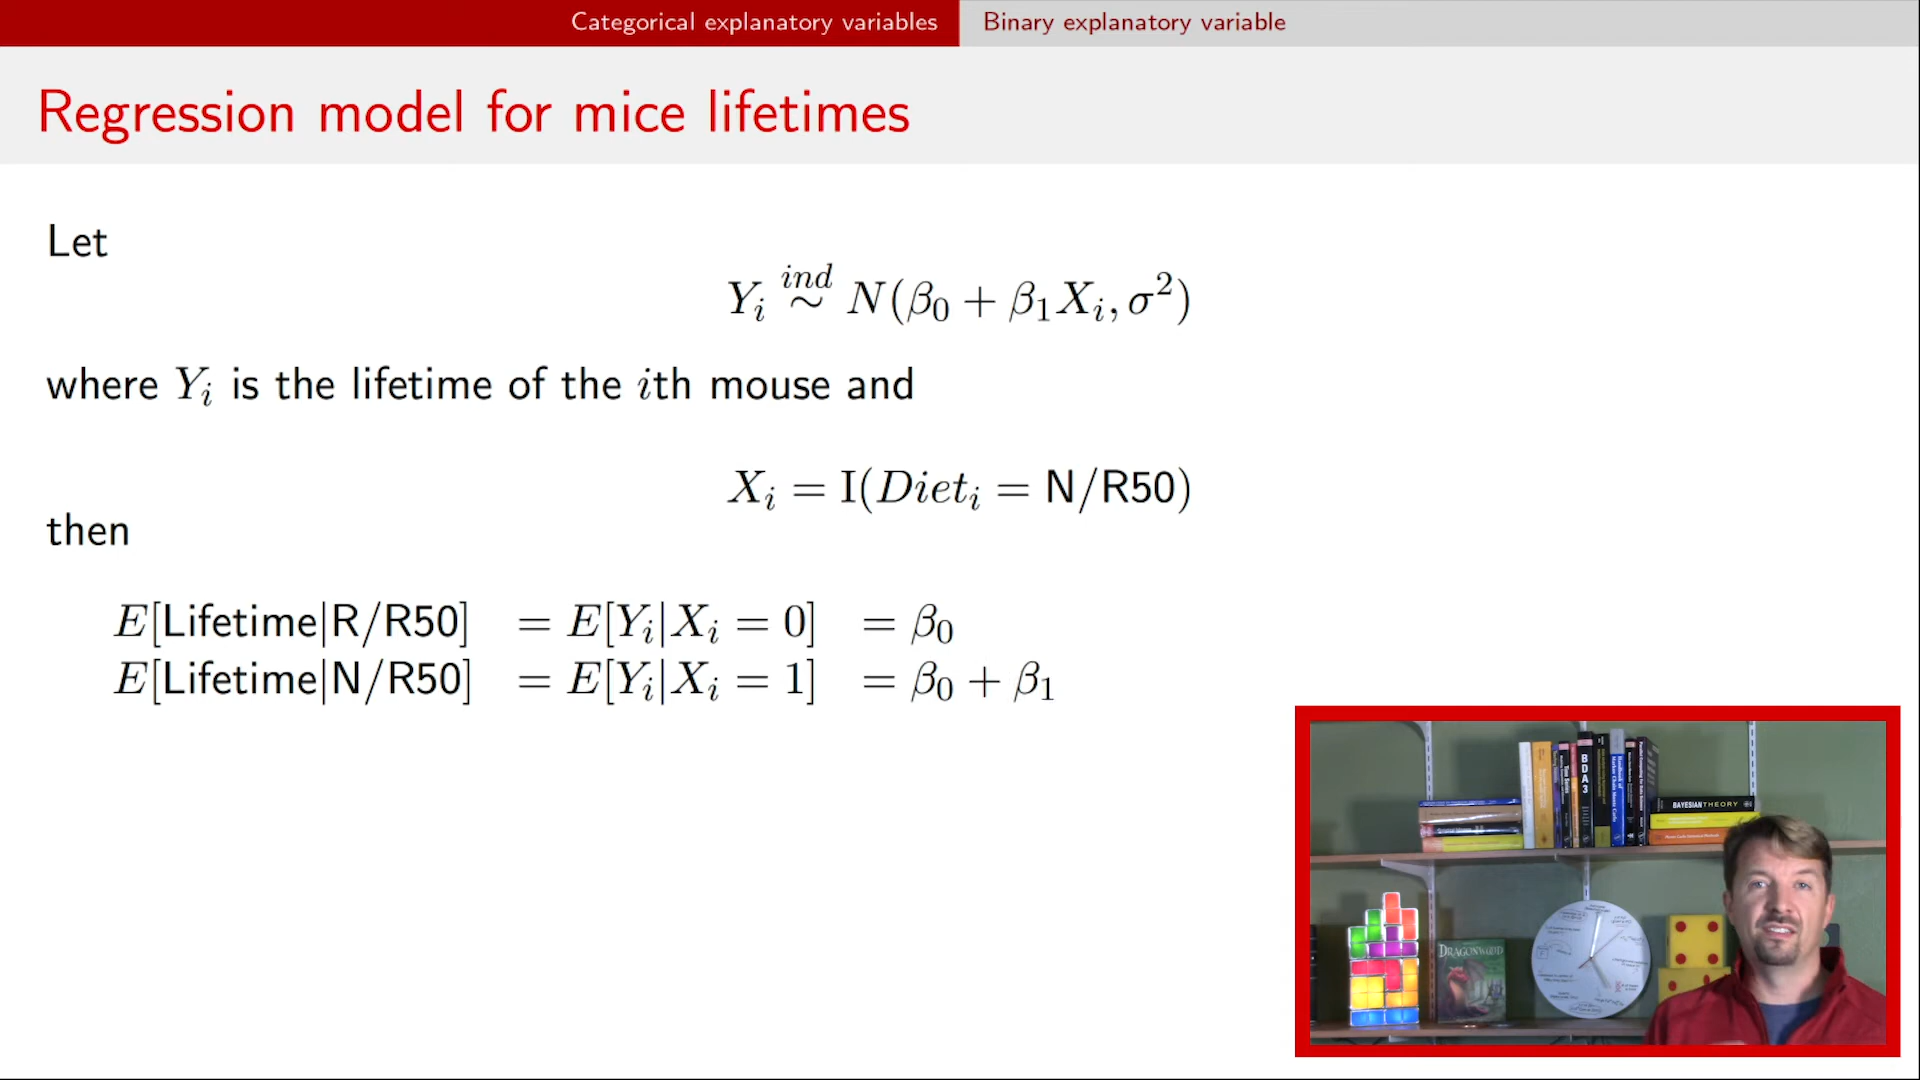 Categorical explanatory variables
Binary explanatory variable
Regression model for mice lifetimes
Let
Y_i \overset{ind}{\sim} N(β_0 + β_1 X_i, σ^2)
where Y_i is the lifetime of the ith mouse and
X_i = I(Diet_i = N/R50)
then
E[Lifetime|R/R50] = E[Y_i|X_i = 0] = β_0
E[Lifetime|N/R50] = E[Y_i|X_i = 1] = β_0 + β_1
BDA3
BAYESIAN THEORY
DRAGONWOOD